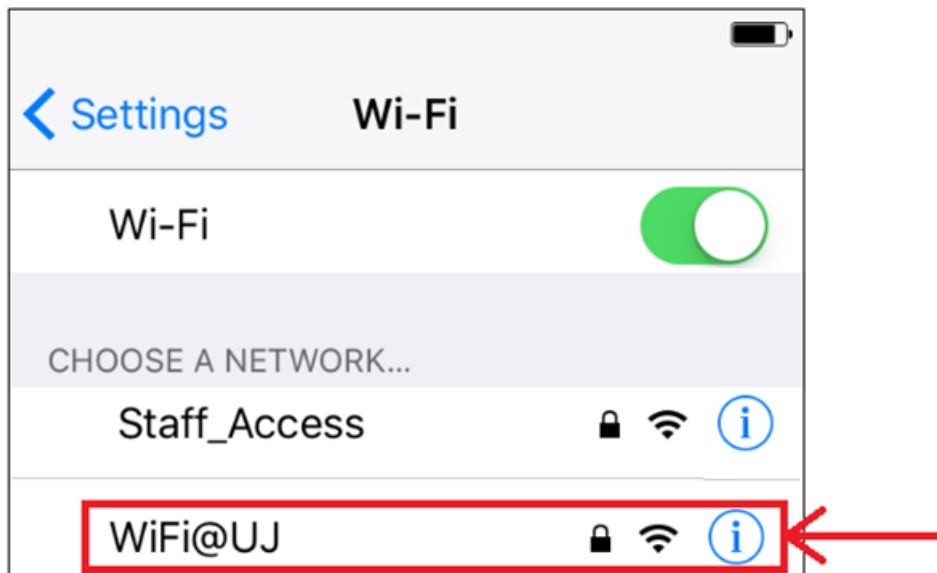 Settings Wi-Fi
Wi-Fi
CHOOSE A NETWORK...
Staff_Access
WiFi@UJ